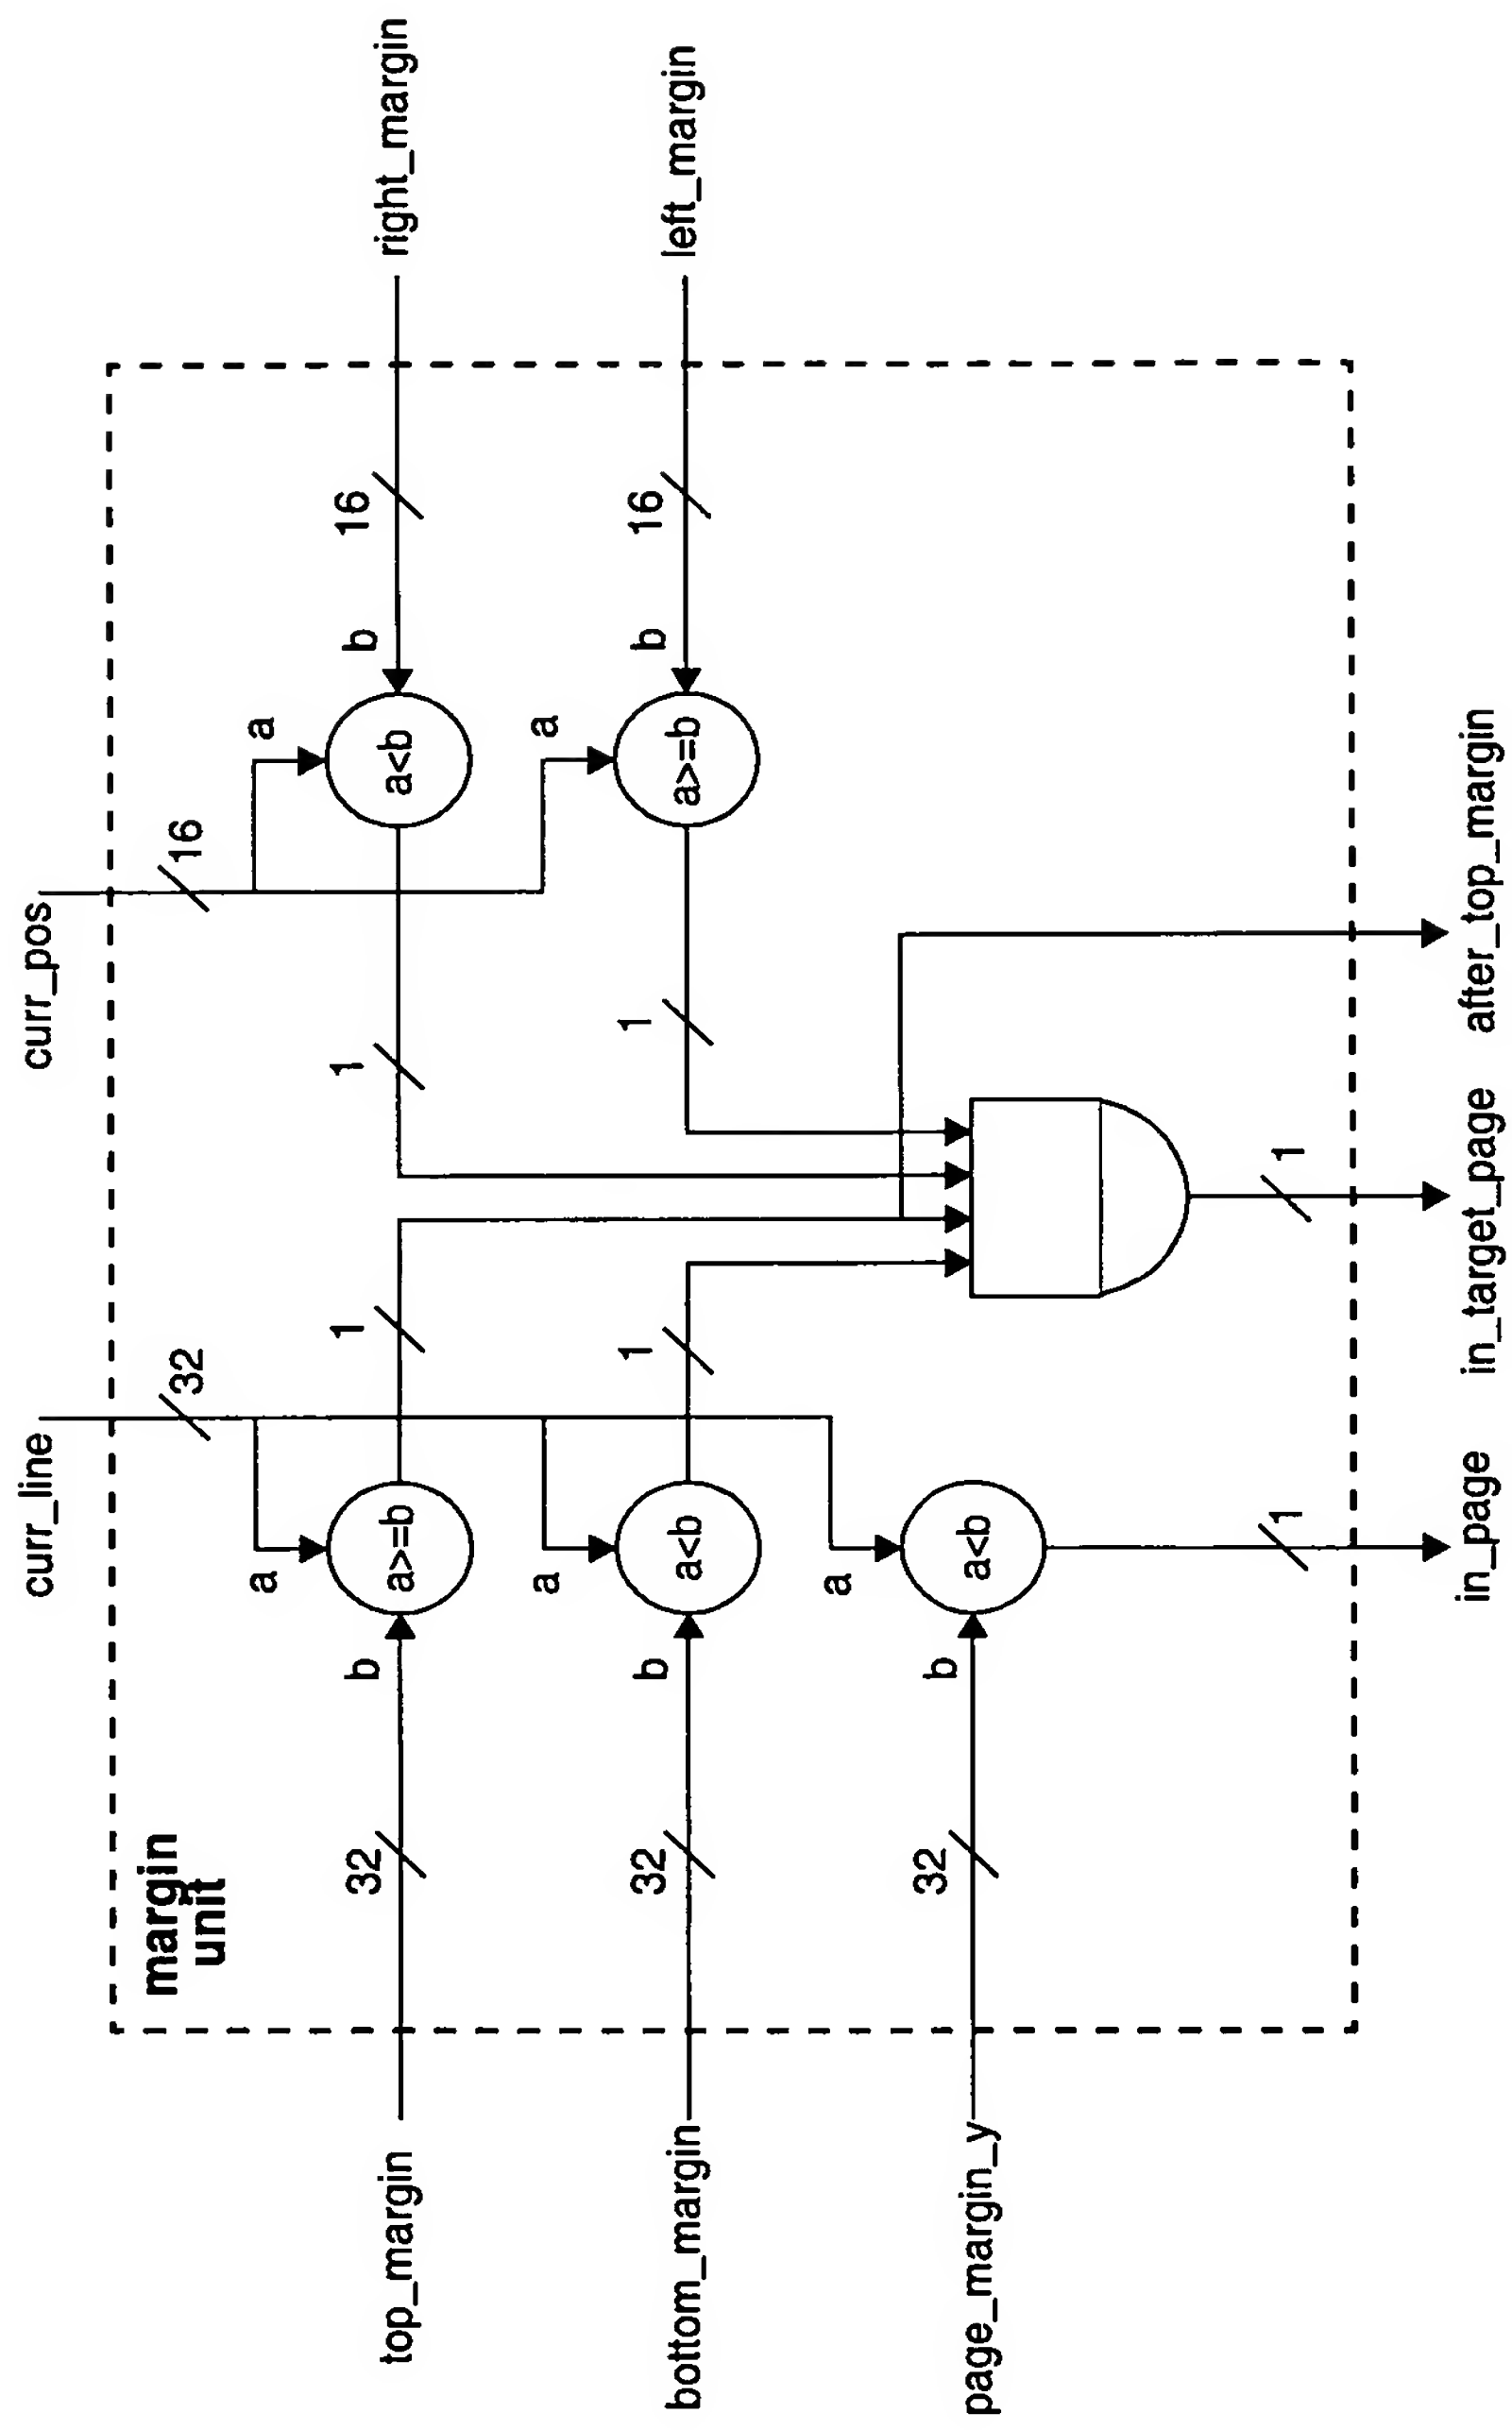 curr_line
curr_pos
margin
unit
32
16
a
a
top_margin
32
b
a>=b
1
1
a<b
b
16
right_margin
a
a
bottom_margin
32
b
a<b
1
1
a>=b
b
16
left_margin
a
page_margin_y
32
b
a<b
1
1
in_page
in_target_page
after_top_margin